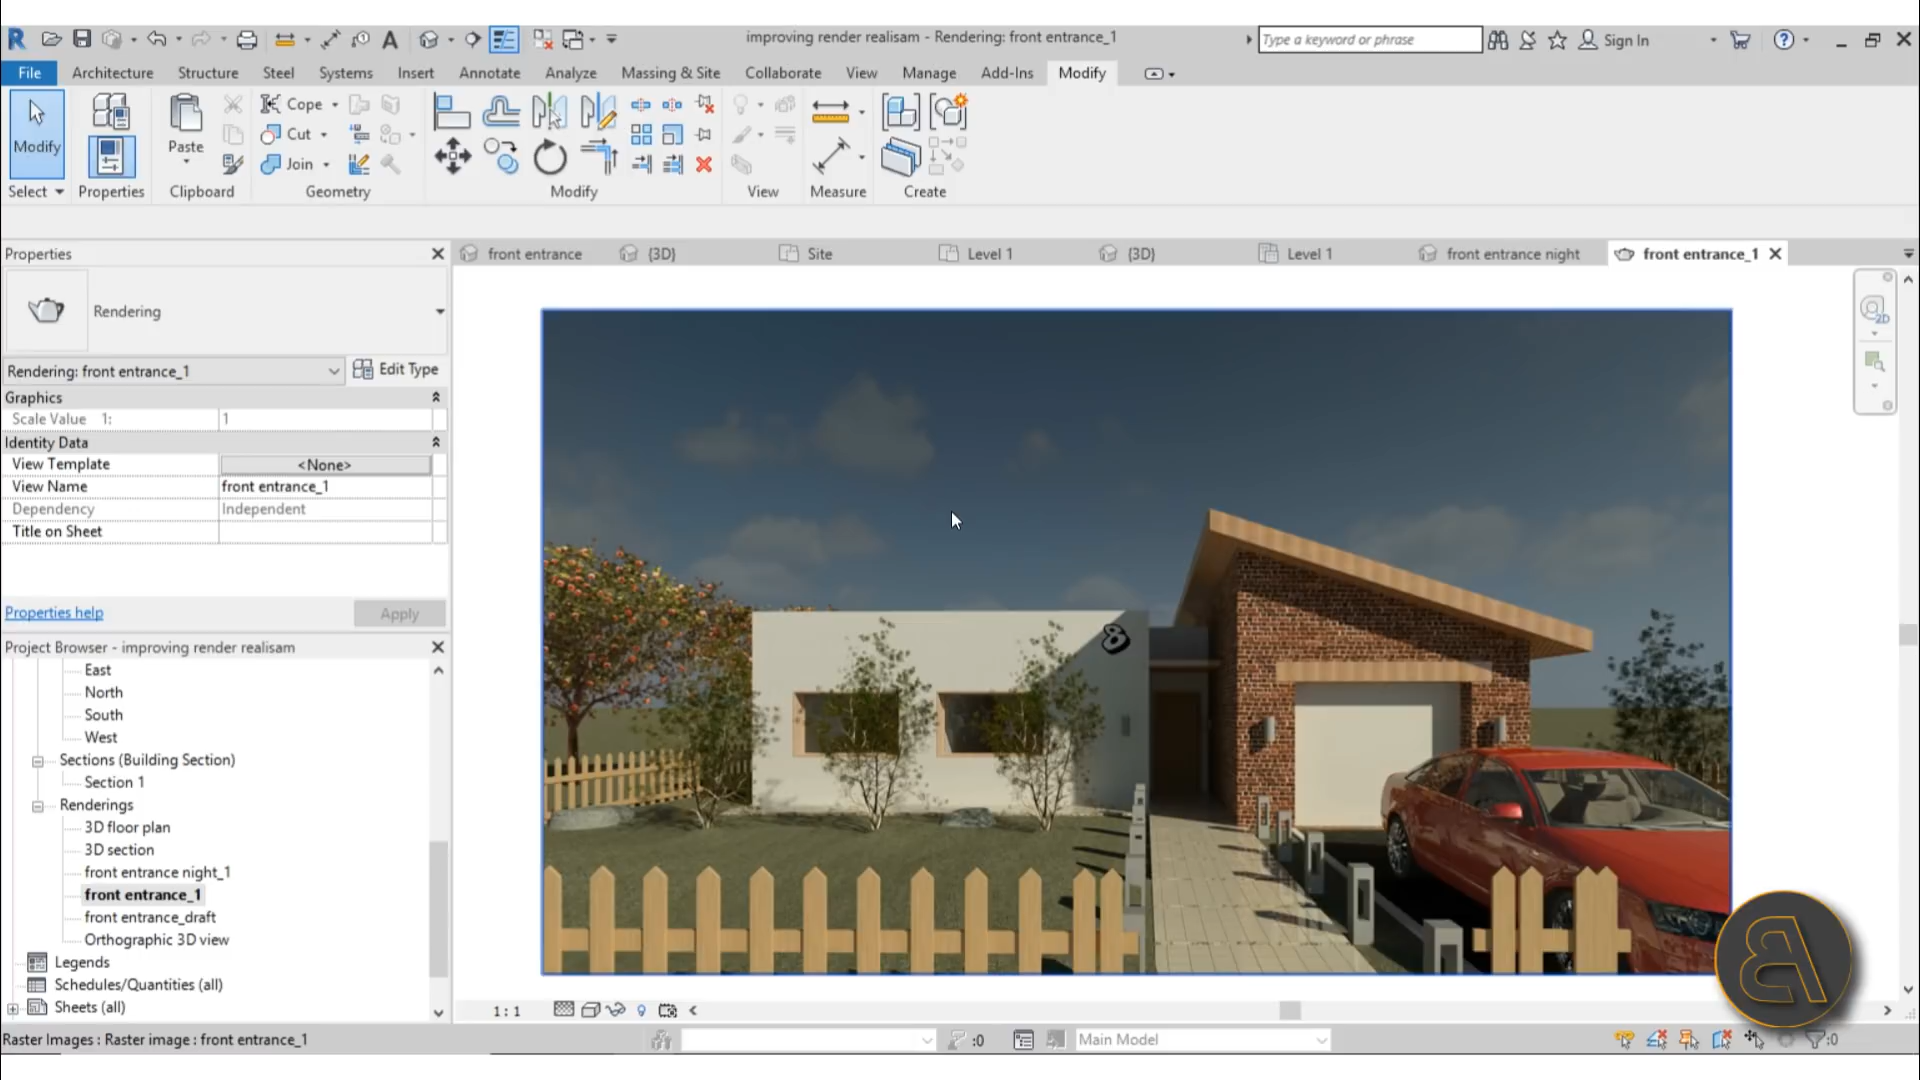 improving render realisam - Rendering: front entrance_1
Type a keyword or phrase
Sign In
File Architecture Structure Steel Systems Insert Annotate Analyze Massing & Site Collaborate View Manage Add-Ins Modify
Modify
Paste
Cope
Cut
Join
Select Properties Clipboard Geometry Modify View Measure Create
Properties
front entrance {3D} Site Level 1 {3D} Level 1 front entrance night front entrance_1
2D
Rendering
Rendering: front entrance_1 Edit Type
Graphics
Scale Value 1: 1
Identity Data
View Template <None>
View Name front entrance_1
Dependency Independent
Title on Sheet
Properties help Apply
Project Browser - improving render realisam
East
North
South
West
Sections (Building Section)
Section 1
Renderings
3D floor plan
3D section
front entrance night_1
front entrance_1
front entrance_draft
Orthographic 3D view
Legends
Schedules/Quantities (all)
Sheets (all)
8
1 : 1
Raster Images : Raster image : front entrance_1
:0
Main Model
:0